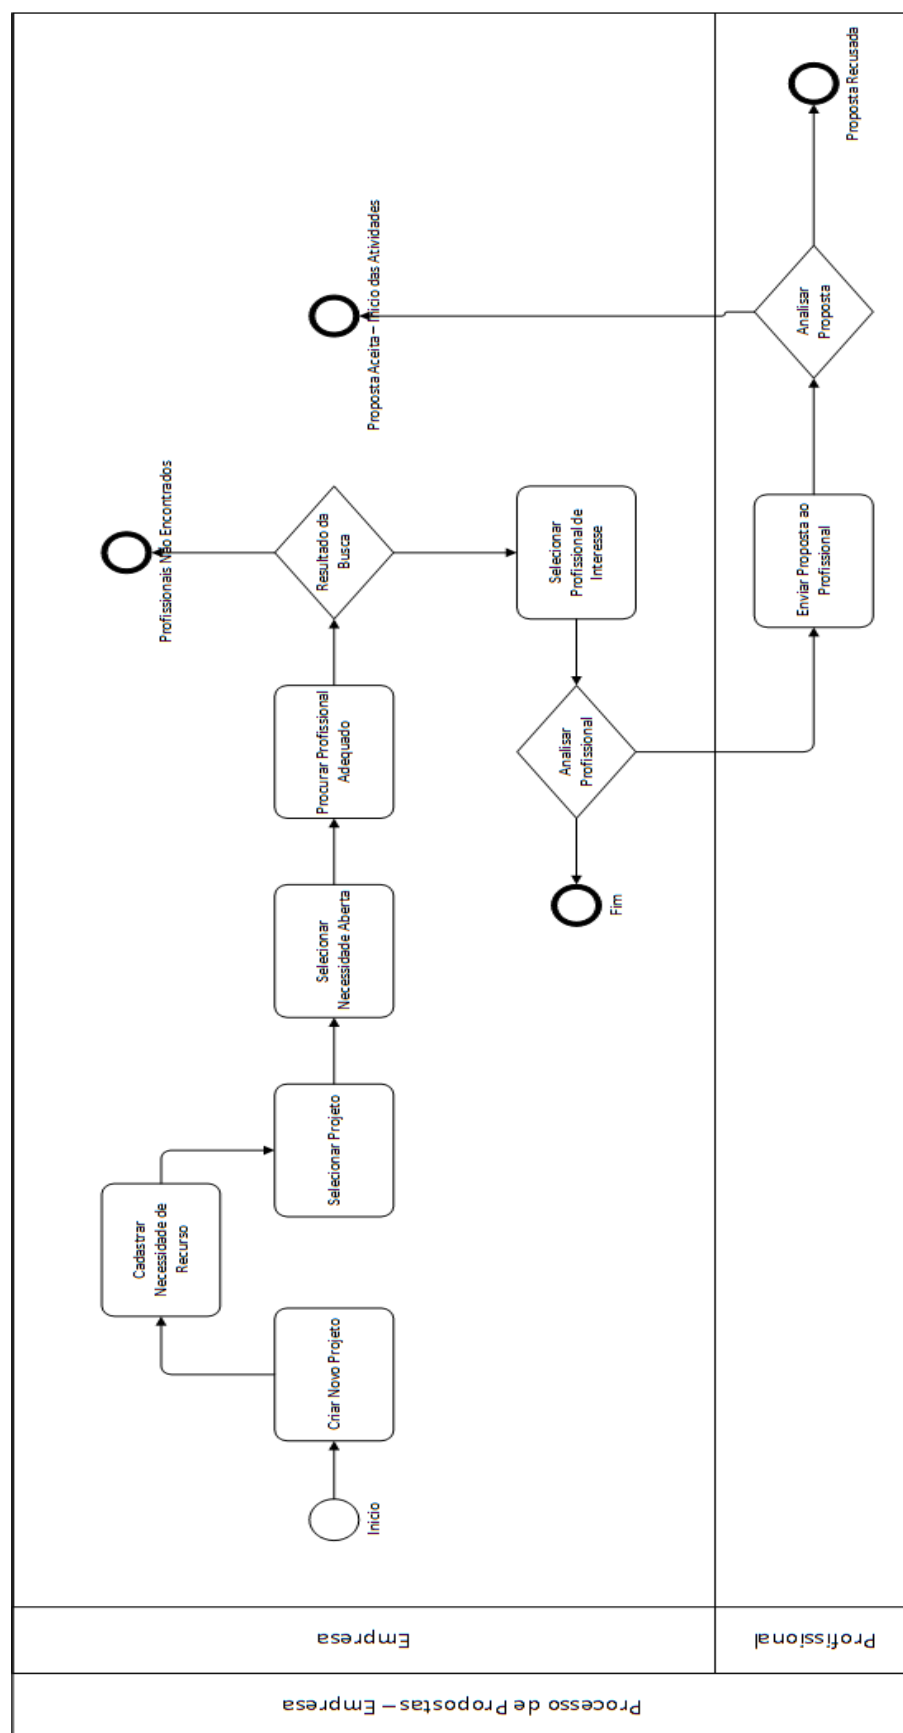 Processo de Propostas – Empresa
Empresa
Início
Criar Novo Projeto
Cadastrar
Necessidade de
Recurso
Selecionar Projeto
Selecionar
Necessidade Aberta
Procurar Profissional
Adequado
Resultado da
Busca
Profissionais Não Encontrados
Selecionar
Profissional de
Interesse
Analisar
Profissional
Fim
Proposta Aceita – Início das Atividades
Profissional
Enviar Proposta ao
Profissional
Analisar
Proposta
Proposta Recusada